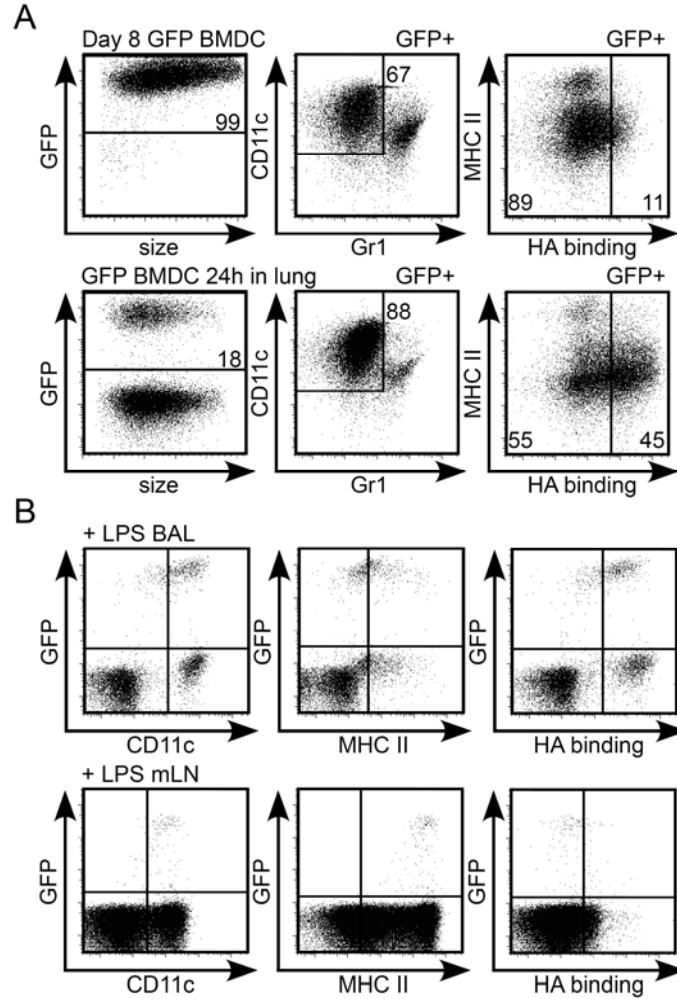 A
Day 8 GFP BMDC
GFP+
GFP+
GFP
99
size
CD11c
67
Gr1
MHC II
89
11
HA binding
GFP BMDC 24h in lung
GFP+
GFP+
GFP
18
size
CD11c
88
Gr1
MHC II
55
45
HA binding
B
+ LPS BAL
GFP
CD11c
GFP
MHC II
GFP
HA binding
+ LPS mLN
GFP
CD11c
GFP
MHC II
GFP
HA binding